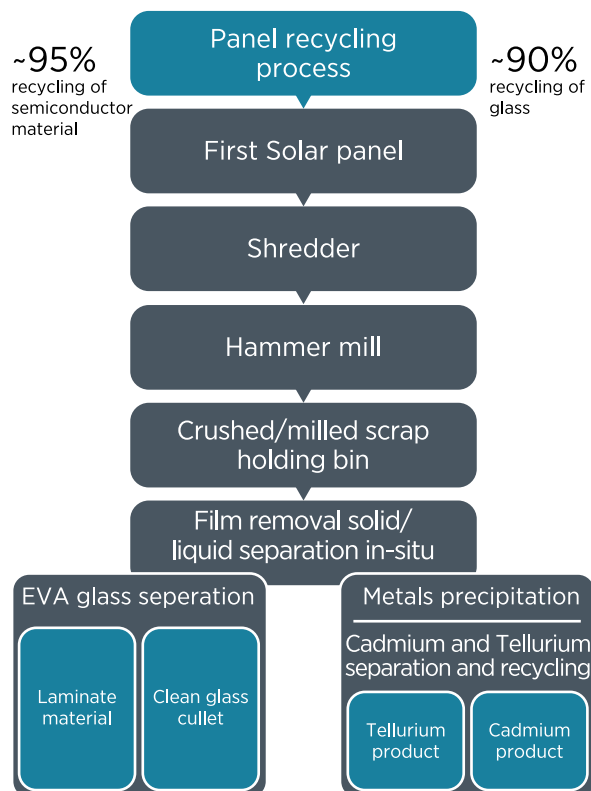 Panel recycling
process
~95%
recycling of
semiconductor
material
~90%
recycling of
glass
First Solar panel
Shredder
Hammer mill
Crushed/milled scrap
holding bin
Film removal solid/
liquid separation in-situ
EVA glass seperation
Laminate
material
Clean glass
cullet
Metals precipitation
Cadmium and Tellurium
separation and recycling
Tellurium
product
Cadmium
product